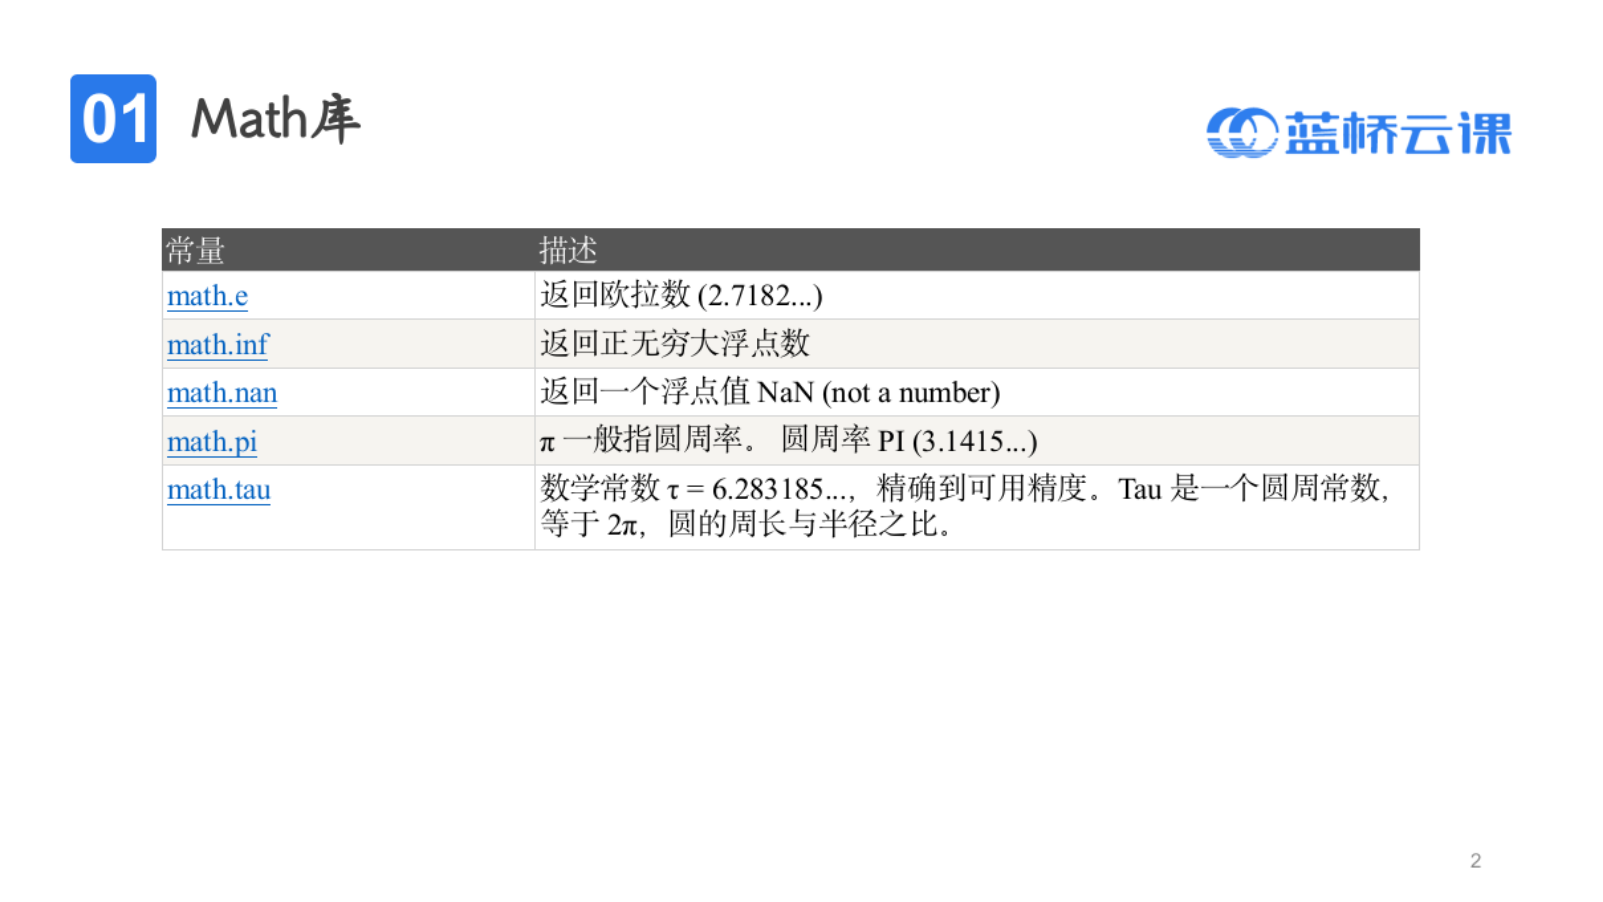 01 Math库
蓝桥云课
常量 描述
math.e 返回欧拉数 (2.7182...)
math.inf 返回正无穷大浮点数
math.nan 返回一个浮点值 NaN (not a number)
math.pi π 一般指圆周率。 圆周率 PI (3.1415...)
math.tau 数学常数 τ = 6.283185...，精确到可用精度。Tau 是一个圆周常数，
等于 2π，圆的周长与半径之比。
2